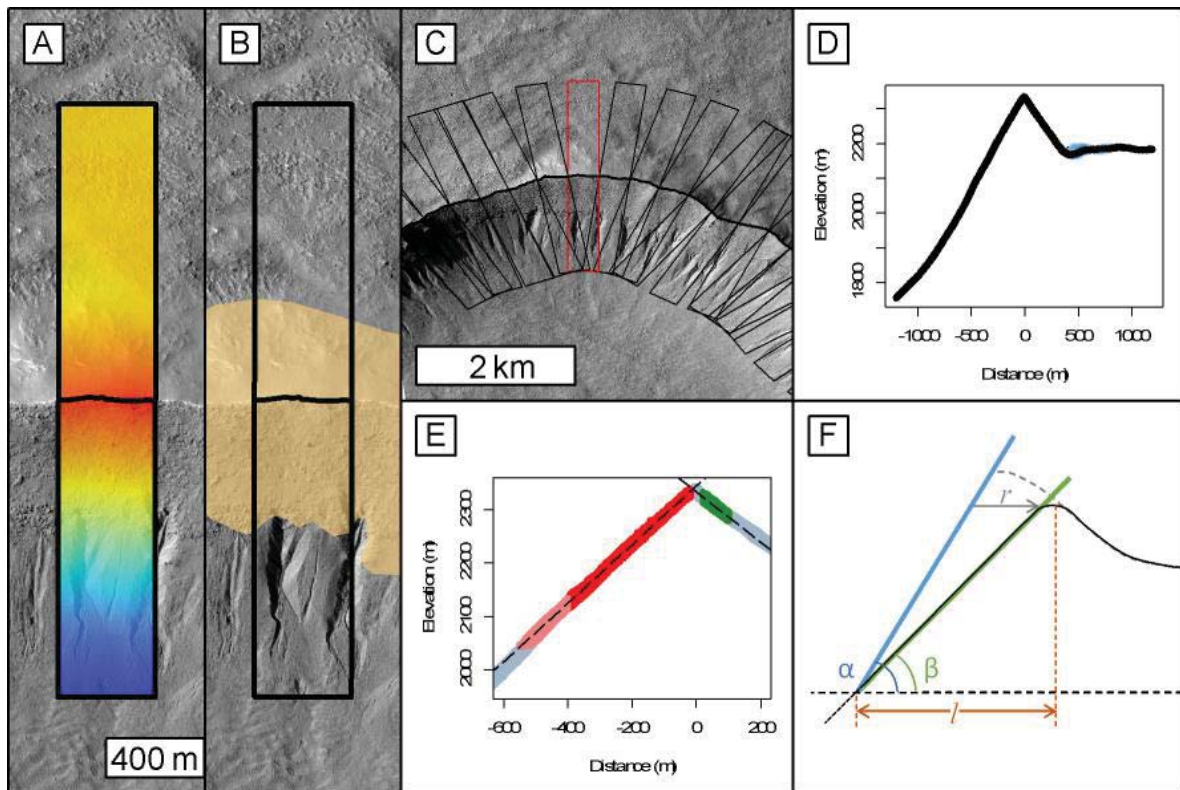 A
B
400 m
C
2 km
D
Elevation (m)
2200
2000
1800
-1000
-500
0
500
1000
Distance (m)
E
Elevation (m)
2300
2200
2100
2000
-600
-400
-200
0
200
Distance (m)
F
r
α
β
l